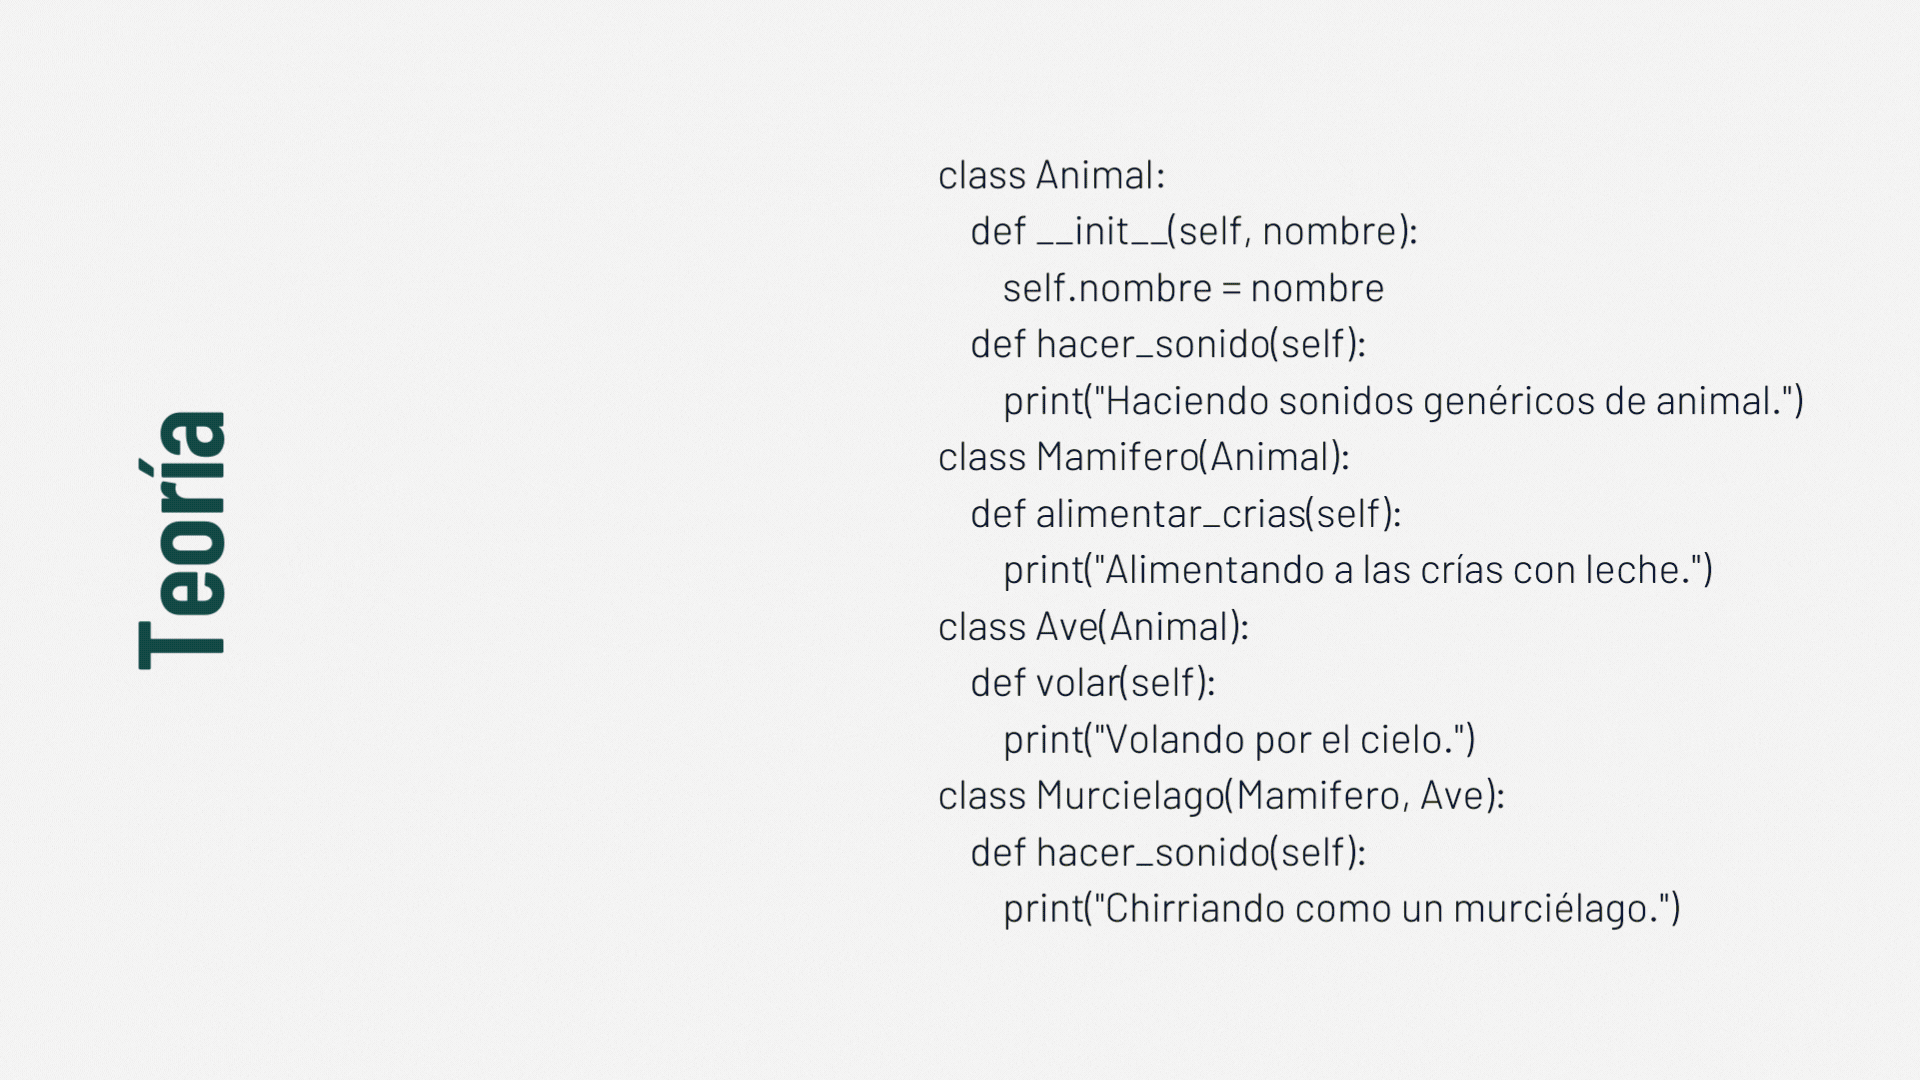 Teoría
class Animal:
    def __init__(self, nombre):
        self.nombre = nombre
    def hacer_sonido(self):
        print("Haciendo sonidos genéricos de animal.")
class Mamifero(Animal):
    def alimentar_crias(self):
        print("Alimentando a las crías con leche.")
class Ave(Animal):
    def volar(self):
        print("Volando por el cielo.")
class Murcielago(Mamifero, Ave):
    def hacer_sonido(self):
        print("Chirriando como un murciélago.")